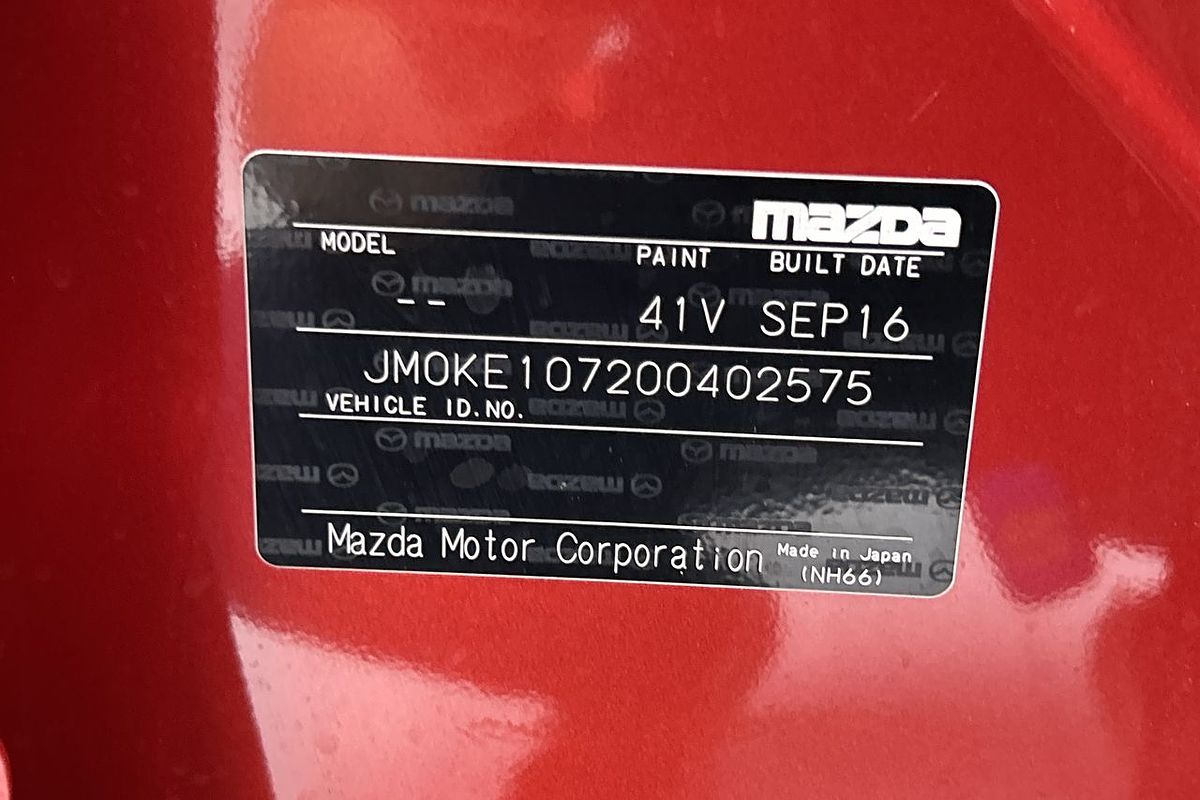 mazda
MODEL PAINT BUILT DATE
-- 41V SEP16
JM0KE107200402575
VEHICLE ID.NO.
Mazda Motor Corporation Made in Japan
(NH66)